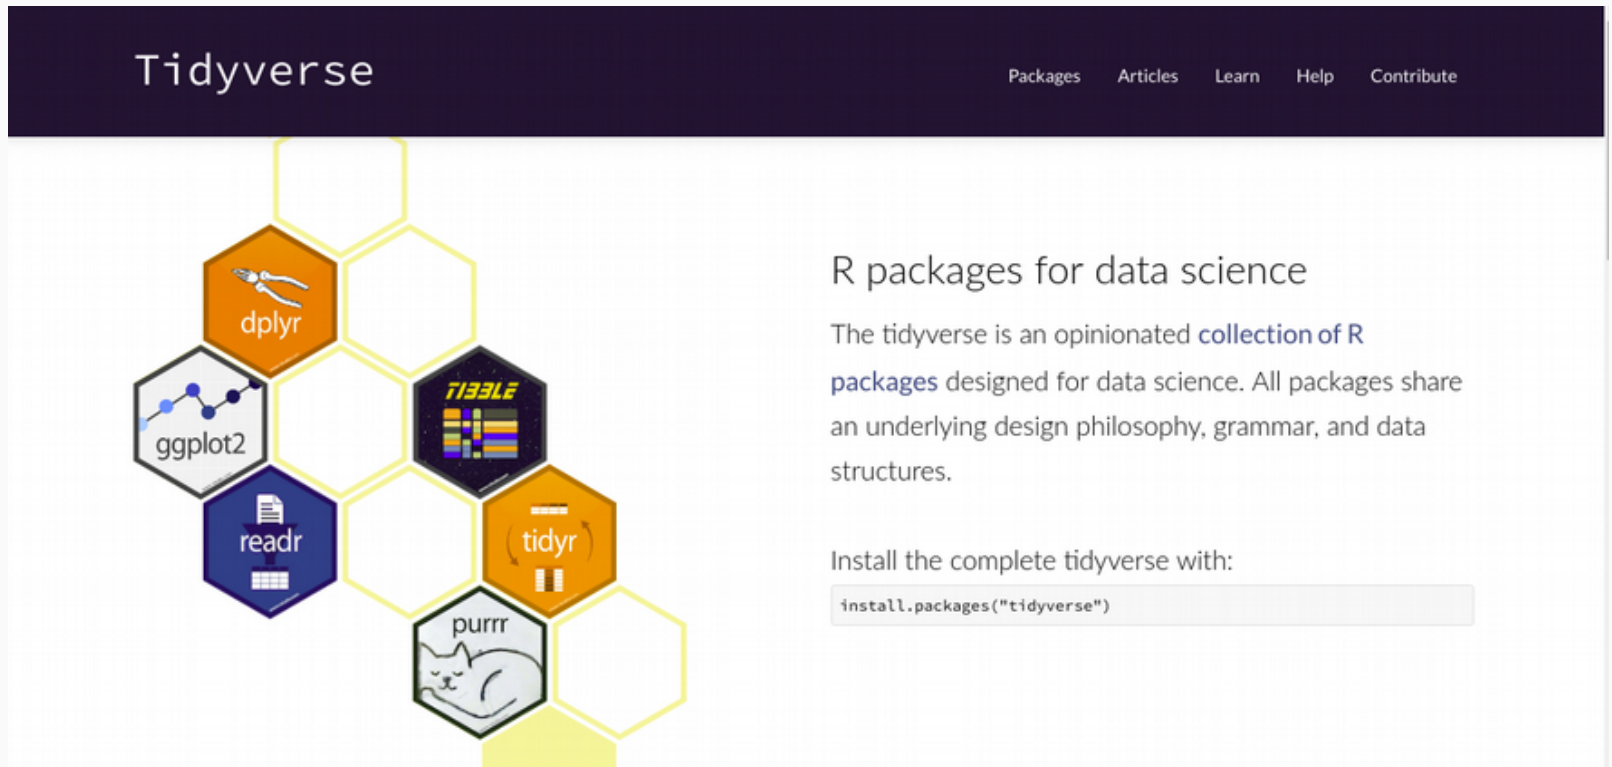 Tidyverse
Packages Articles Learn Help Contribute
dplyr
TIBBLE
ggplot2
readr
tidyr
purrr
R packages for data science
The tidyverse is an opinionated collection of R
packages designed for data science. All packages share
an underlying design philosophy, grammar, and data
structures.
Install the complete tidyverse with:
install.packages("tidyverse")